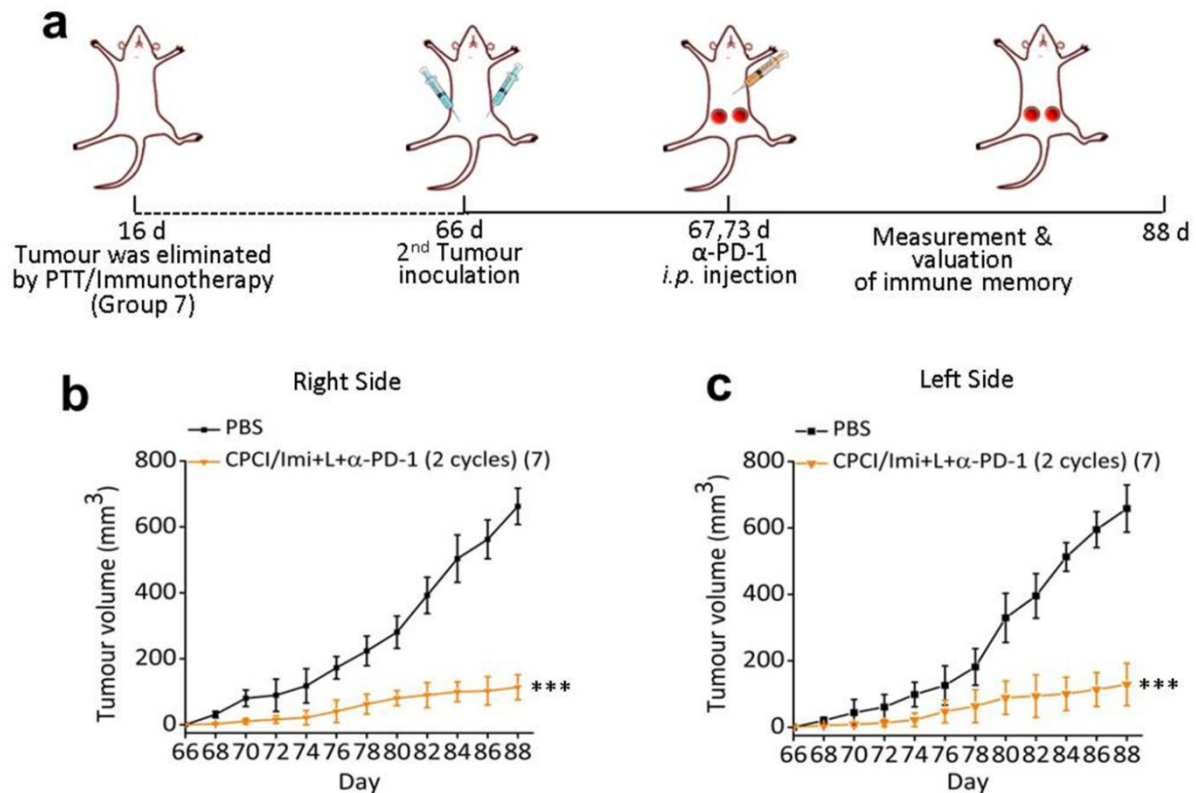 a
16 d
Tumour was eliminated
by PTT/Immunotherapy
(Group 7)
66 d
2nd Tumour
inoculation
67,73 d
α-PD-1
i.p. injection
Measurement &
valuation
of immune memory
88 d
b
Right Side
PBS
CPCI/Imi+L+α-PD-1 (2 cycles) (7)
Tumour volume (mm3)
800
600
400
200
0
***
66 68 70 72 74 76 78 80 82 84 86 88
Day
c
Left Side
PBS
CPCI/Imi+L+α-PD-1 (2 cycles) (7)
Tumour volume (mm3)
800
600
400
200
0
***
66 68 70 72 74 76 78 80 82 84 86 88
Day